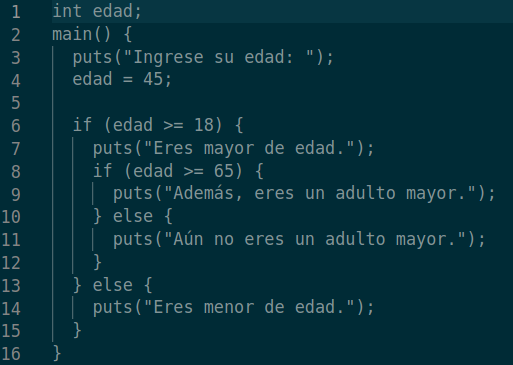 1 int edad;
2 main() {
3   puts("Ingrese su edad: ");
4   edad = 45;
5
6   if (edad >= 18) {
7     puts("Eres mayor de edad.");
8     if (edad >= 65) {
9       puts("Además, eres un adulto mayor.");
10     } else {
11       puts("Aún no eres un adulto mayor.");
12     }
13   } else {
14     puts("Eres menor de edad.");
15   }
16 }